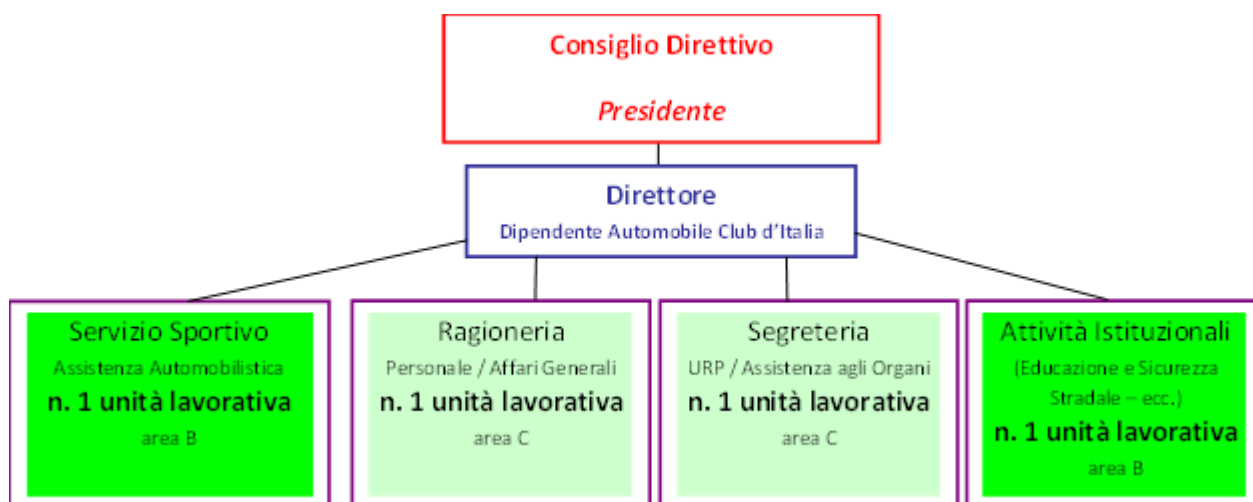 Consiglio Direttivo
Presidente
Direttore
Dipendente Automobile Club d'Italia
Servizio Sportivo
Assistenza Automobilistica
n. 1 unità lavorativa
area B
Ragioneria
Personale / Affari Generali
n. 1 unità lavorativa
area C
Segreteria
URP / Assistenza agli Organi
n. 1 unità lavorativa
area C
Attività Istituzionali
(Educazione e Sicurezza
Stradale – ecc.)
n. 1 unità lavorativa
area B